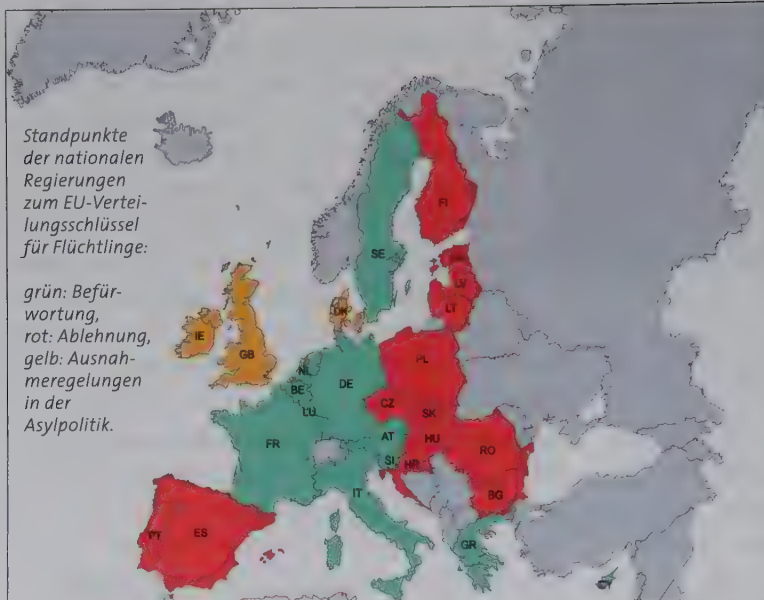 Standpunkte
der nationalen
Regierungen
zum EU-Vertei-
lungsschlüssel
für Flüchtlinge:
grün: Befür-
wortung,
rot: Ablehnung,
gelb: Ausnah-
meregelungen
in der
Asylpolitik.
FI
SE
LV
LT
DK
IE
GB
NL
BE
LU
DE
PL
CZ
SK
FR
AT
HU
SI
HR
RO
IT
BG
PT
ES
GR